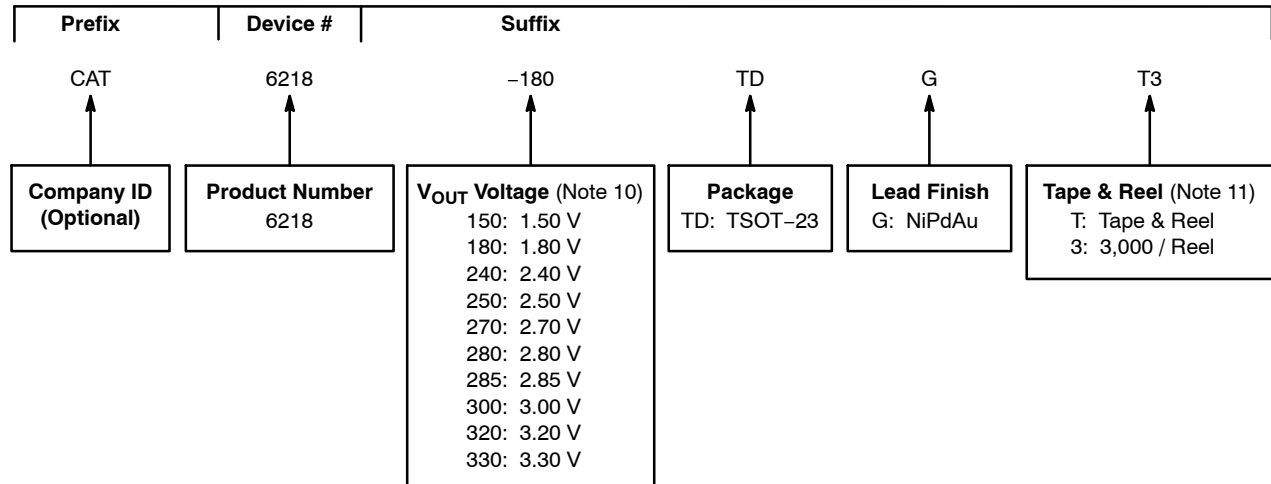 Prefix Device # Suffix
CAT 6218 −180 TD G T3
Company ID
(Optional)
Product Number
6218
VOUT Voltage (Note 10)
150: 1.50 V
180: 1.80 V
240: 2.40 V
250: 2.50 V
270: 2.70 V
280: 2.80 V
285: 2.85 V
300: 3.00 V
320: 3.20 V
330: 3.30 V
Package
TD: TSOT−23
Lead Finish
G: NiPdAu
Tape & Reel (Note 11)
T: Tape & Reel
3: 3,000 / Reel